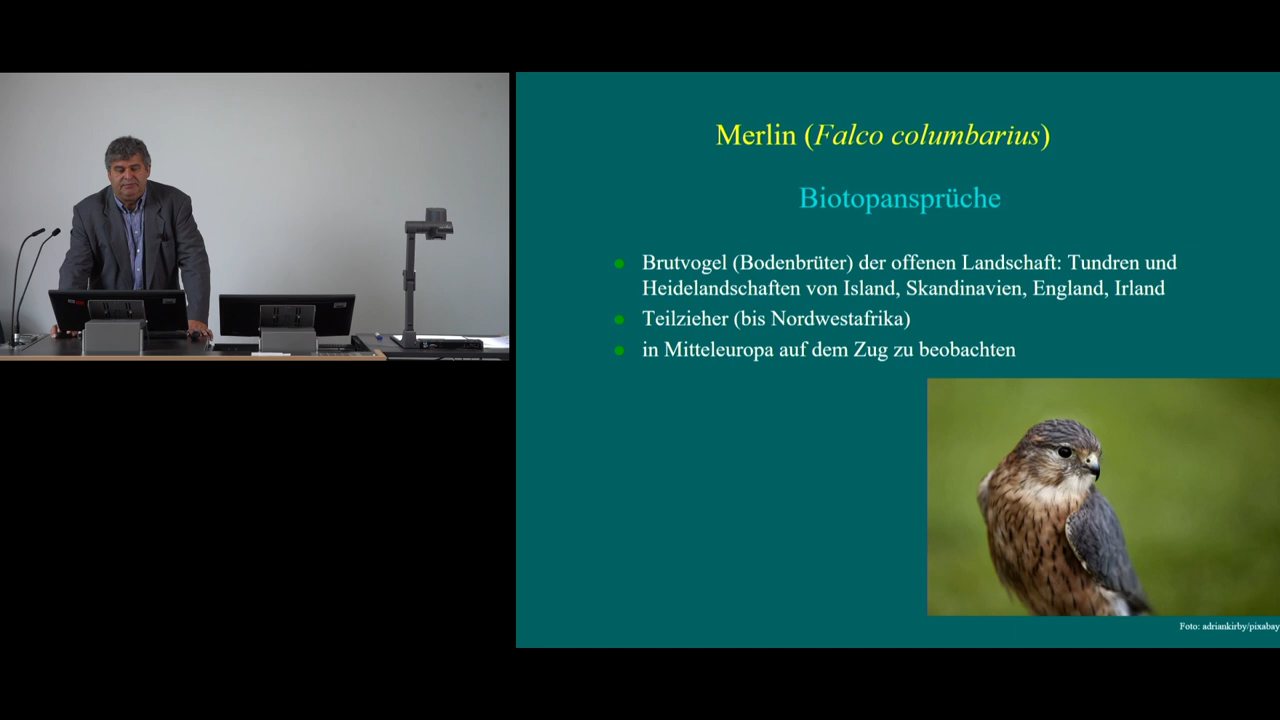 Merlin (Falco columbarius)
Biotopansprüche
Brutvogel (Bodenbrüter) der offenen Landschaft: Tundren und
Heidelandschaften von Island, Skandinavien, England, Irland
Teilzieher (bis Nordwestafrika)
in Mitteleuropa auf dem Zug zu beobachten
Foto: adriankirby/pixabay